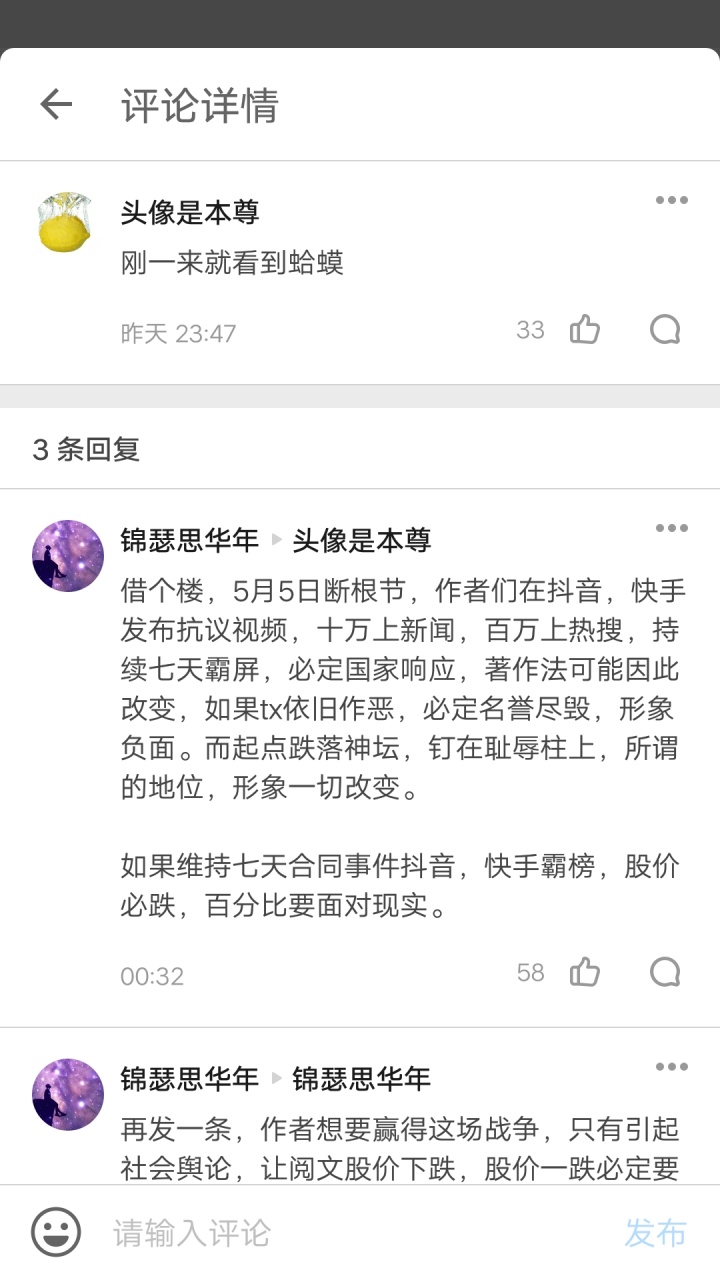 评论详情
头像是本尊
刚一来就看到蛤蟆
昨天 23:47
33
3 条回复
锦瑟思华年 ▸ 头像是本尊
借个楼，5月5日断根节，作者们在抖音，快手
发布抗议视频，十万上新闻，百万上热搜，持
续七天霸屏，必定国家响应，著作法可能因此
改变，如果tx依旧作恶，必定名誉尽毁，形象
负面。而起点跌落神坛，钉在耻辱柱上，所谓
的地位，形象一切改变。
如果维持七天合同事件抖音，快手霸榜，股价
必跌，百分比要面对现实。
00:32
58
锦瑟思华年 ▸ 锦瑟思华年
再发一条，作者想要赢得这场战争，只有引起
社会舆论，让阅文股价下跌，股价一跌必定要
请输入评论
发布